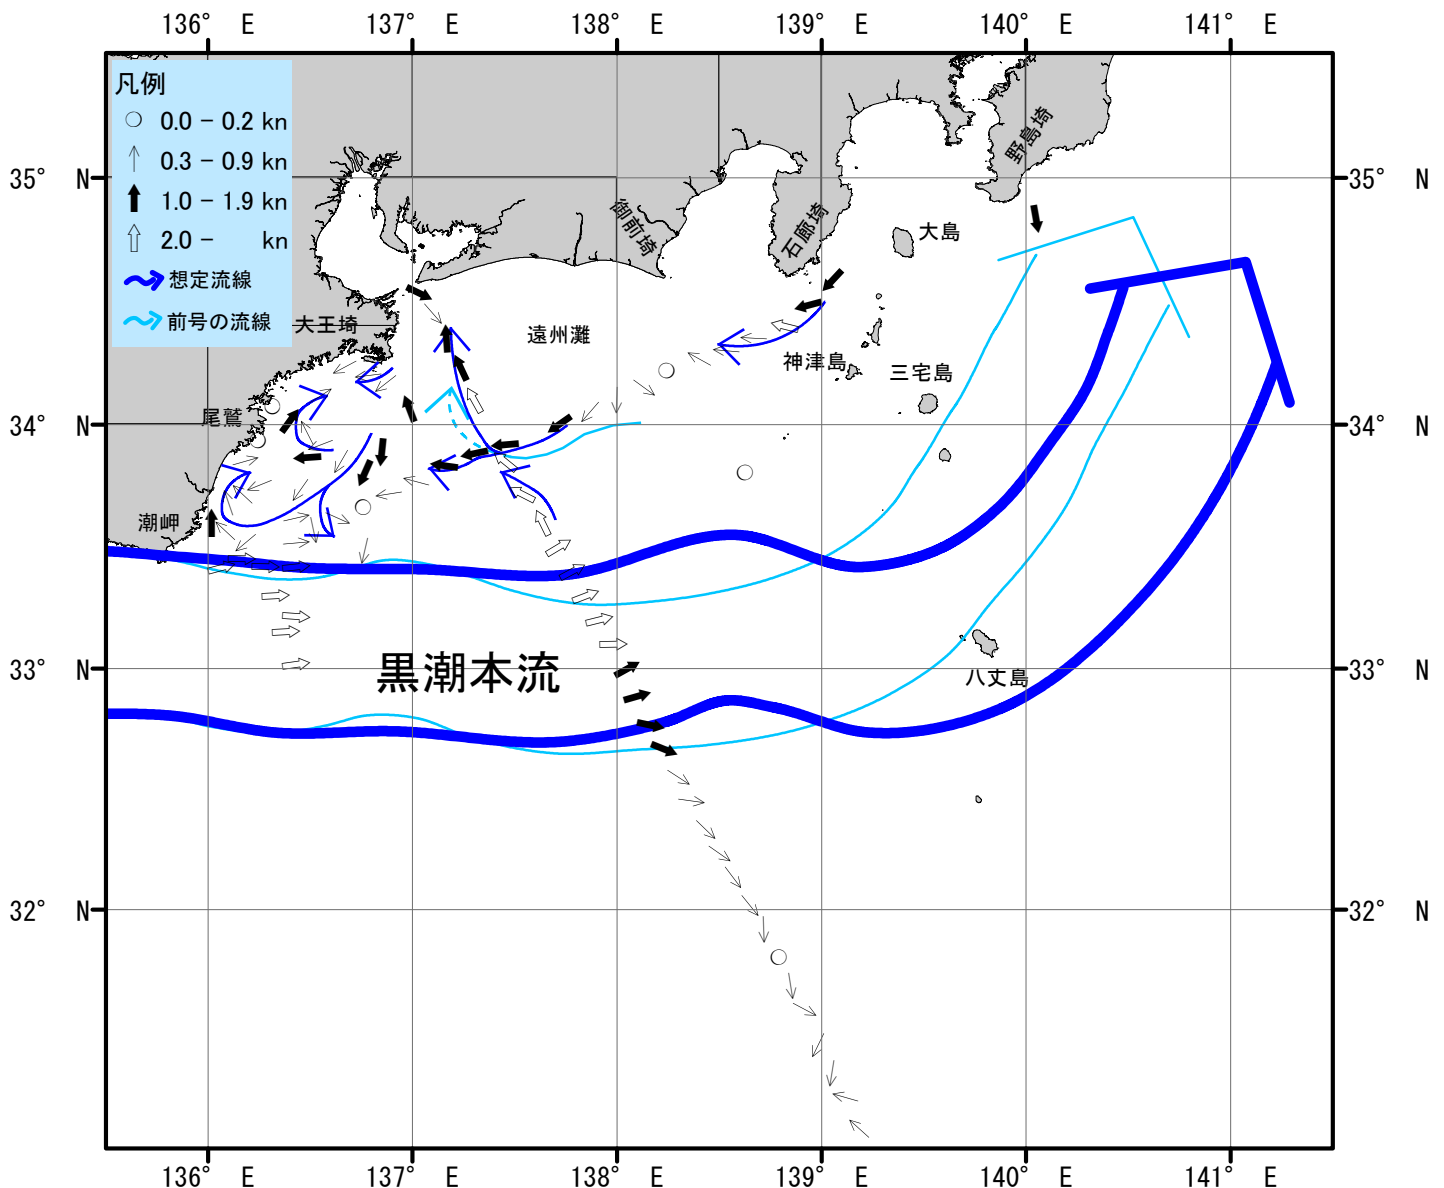 136° E 137° E 138° E 139° E 140° E 141° E
凡例
0.0 - 0.2 kn
0.3 - 0.9 kn
1.0 - 1.9 kn
2.0 - kn
想定流線
前号の流線
野島埼
35° N
35° N
御前埼
石廊埼
大島
大王埼
遠州灘
神津島
三宅島
尾鷲
34° N
34° N
潮岬
33° N
黒潮本流
八丈島
33° N
32° N
32° N
136° E 137° E 138° E 139° E 140° E 141° E